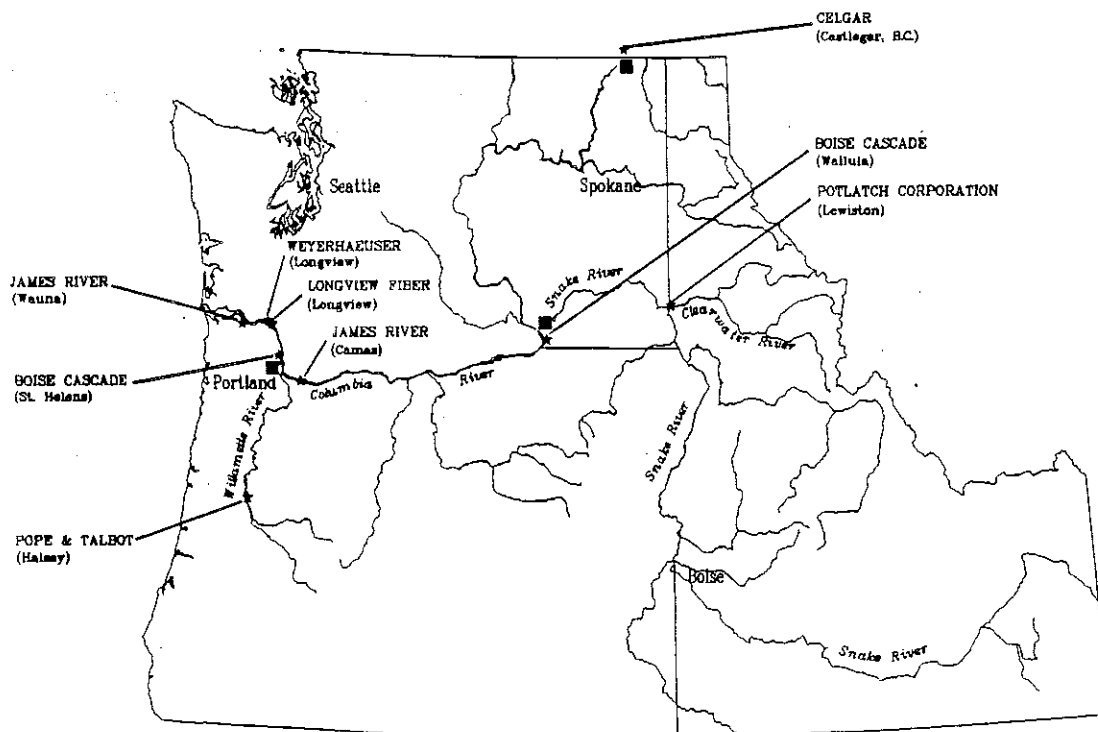 CELGAR
(Castlegar, B.C.)
BOISE CASCADE
(Wallula)
Seattle
Spokane
POTLATCH CORPORATION
(Lewiston)
WEYERHAEUSER
(Longview)
JAMES RIVER
(Wauna)
LONGVIEW FIBER
(Longview)
Snake River
Clearwater River
JAMES RIVER
(Camas)
BOISE CASCADE
(St. Helens)
Portland
Columbia
River
Willamette River
Snake River
POPE & TALBOT
(Halsey)
Boise
Snake River